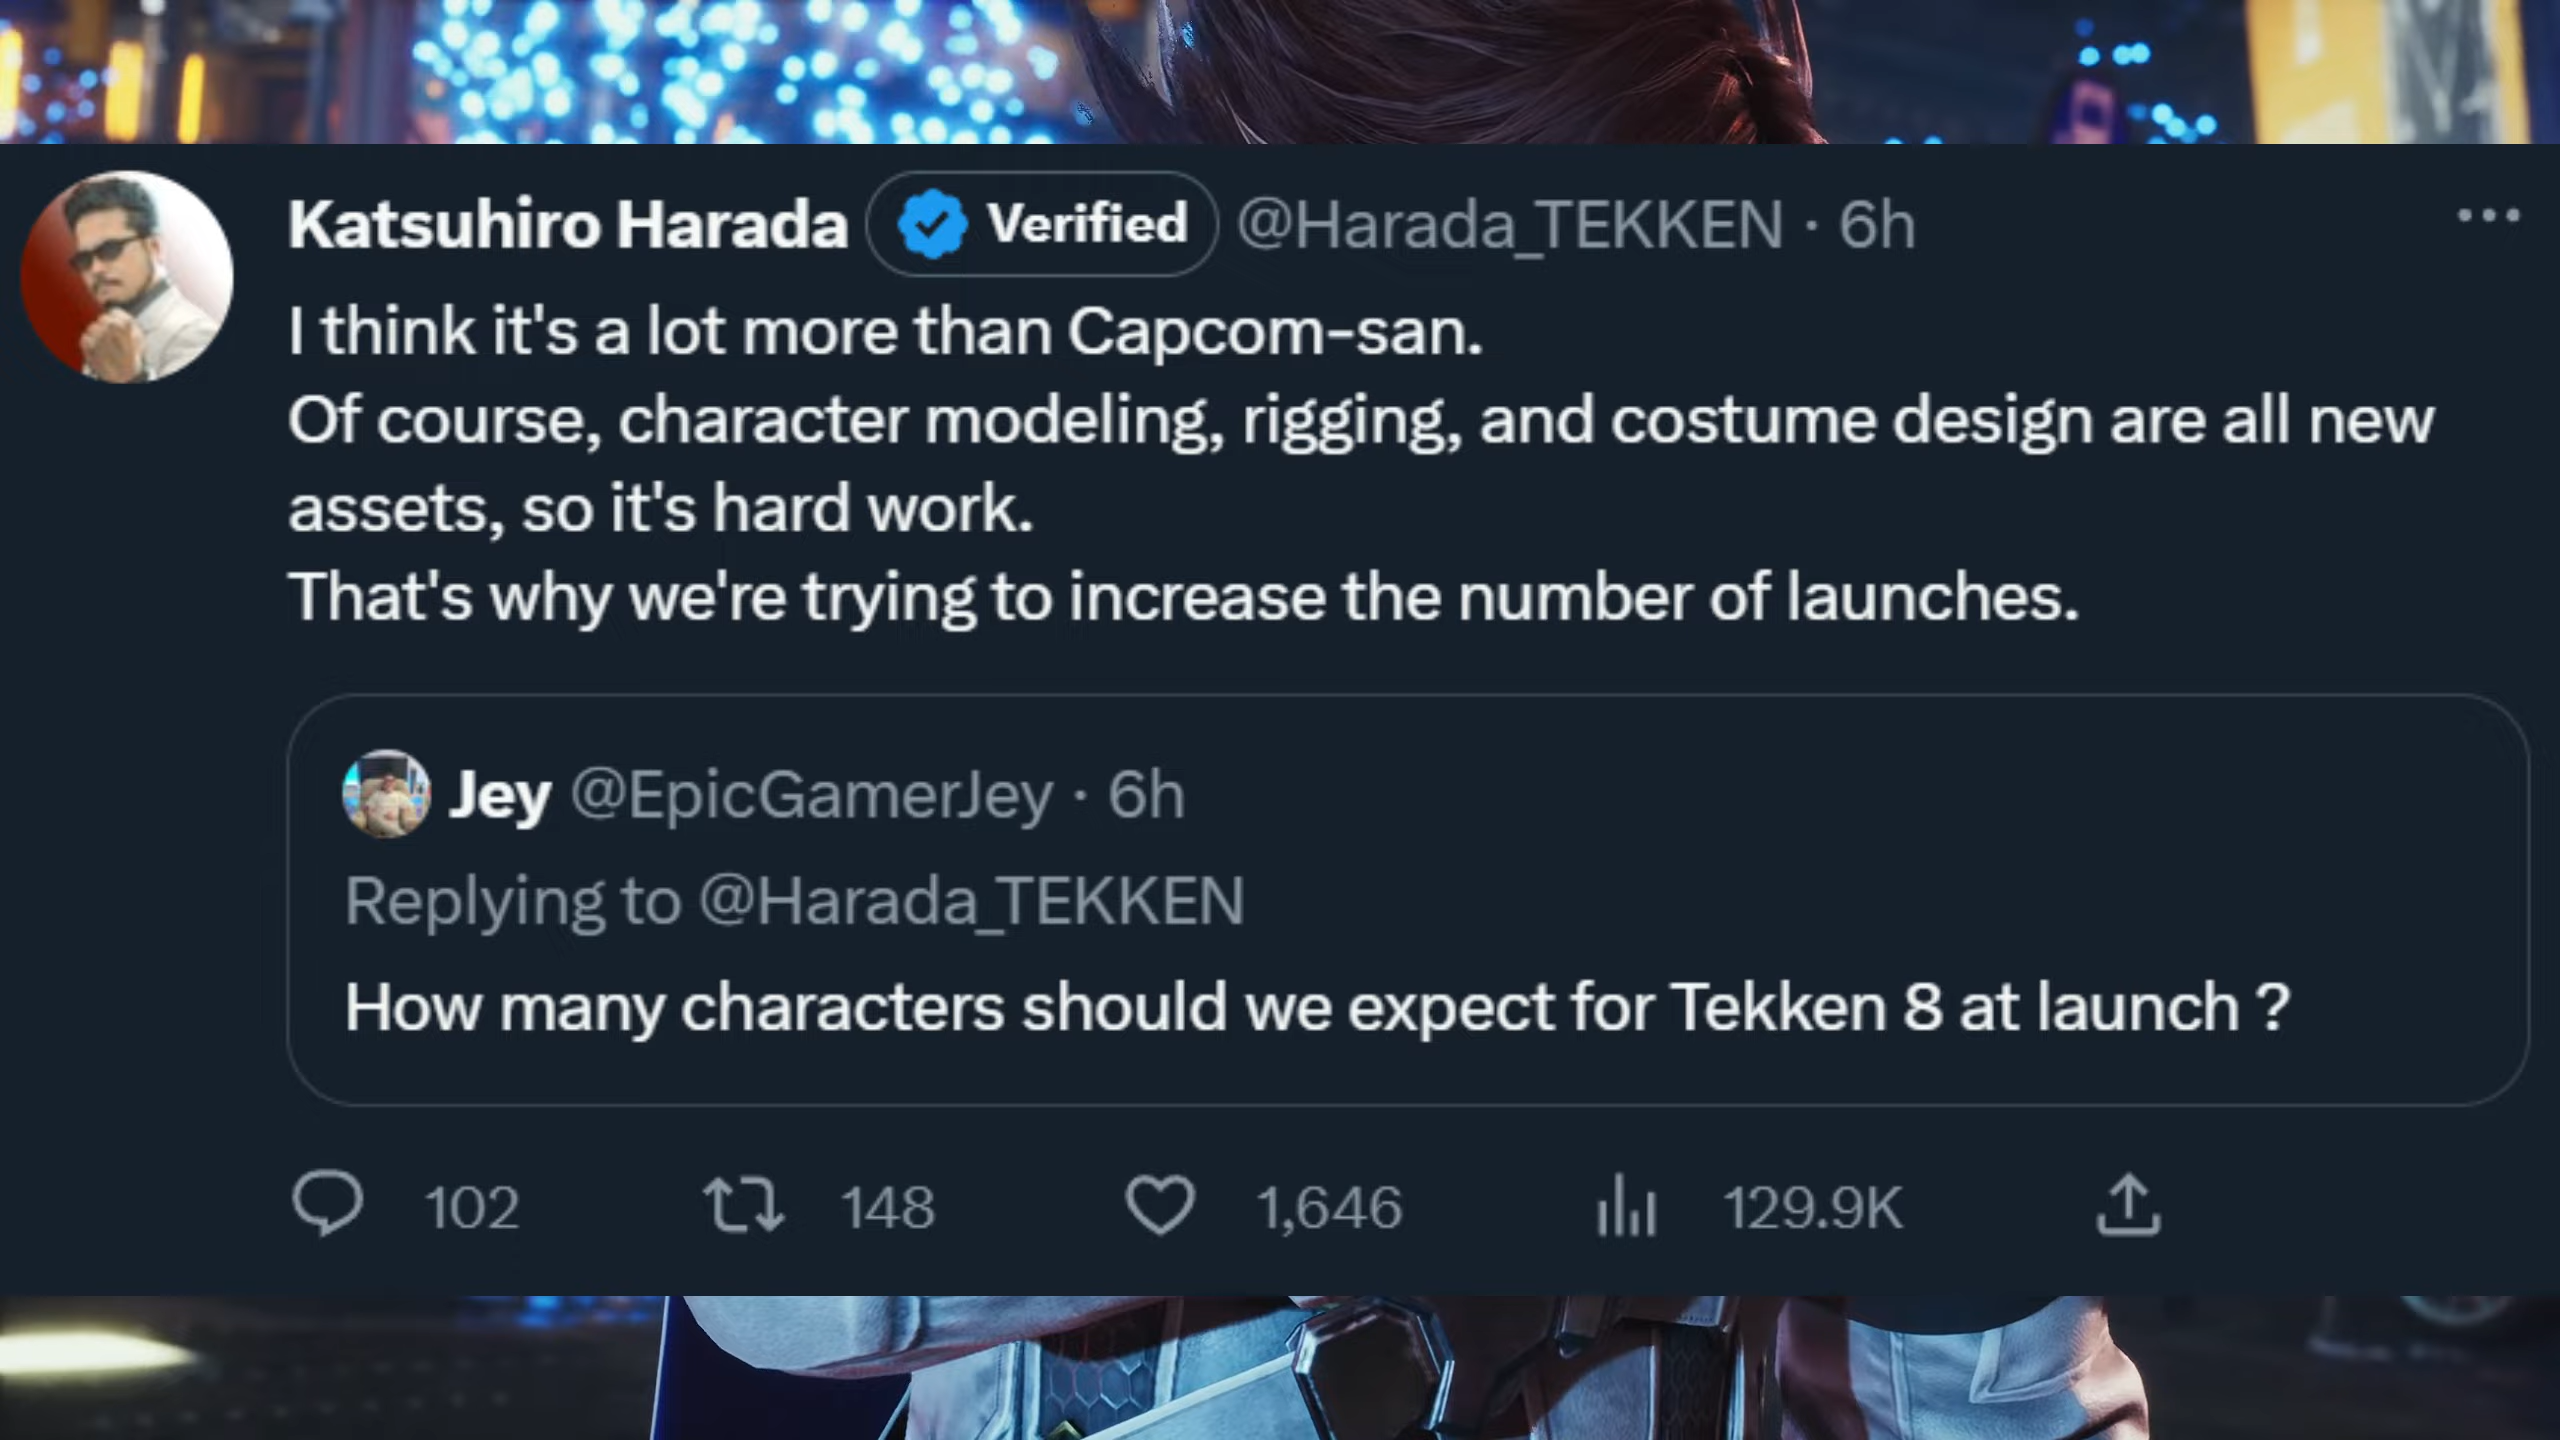 Katsuhiro Harada Verified @Harada_TEKKEN · 6h
I think it's a lot more than Capcom-san.
Of course, character modeling, rigging, and costume design are all new
assets, so it's hard work.
That's why we're trying to increase the number of launches.
Jey @EpicGamerJey · 6h
Replying to @Harada_TEKKEN
How many characters should we expect for Tekken 8 at launch ?
102 148 1,646 129.9K